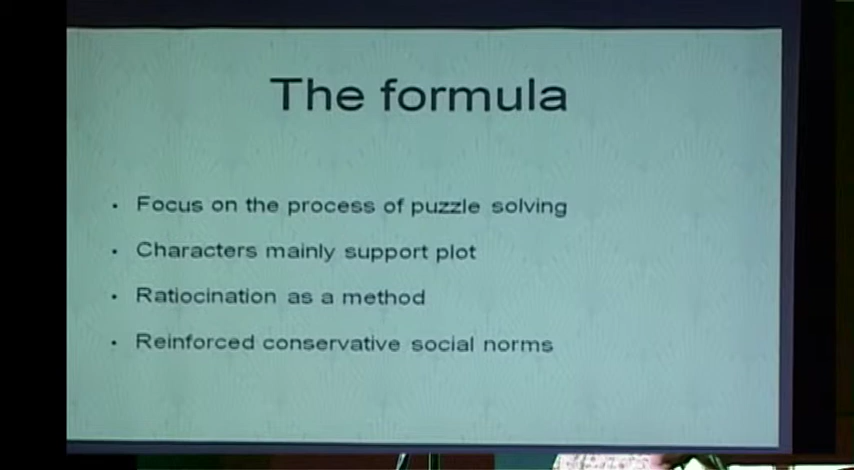 The formula
• Focus on the process of puzzle solving
• Characters mainly support plot
• Ratiocination as a method
• Reinforced conservative social norms